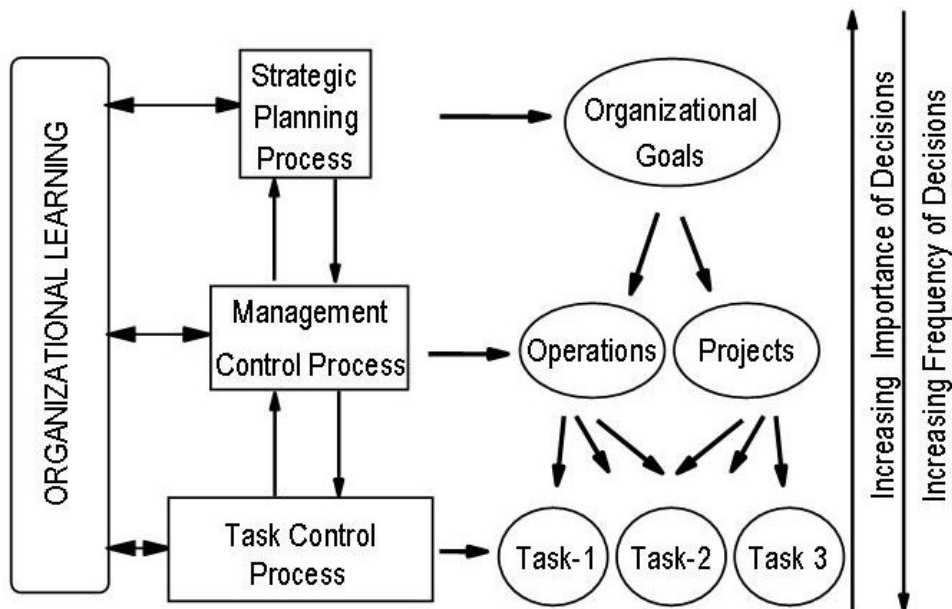 ORGANIZATIONAL LEARNING
Strategic
Planning
Process
Organizational
Goals
Management
Control Process
Operations
Projects
Task Control
Process
Task-1
Task-2
Task 3
Increasing Importance of Decisions
Increasing Frequency of Decisions